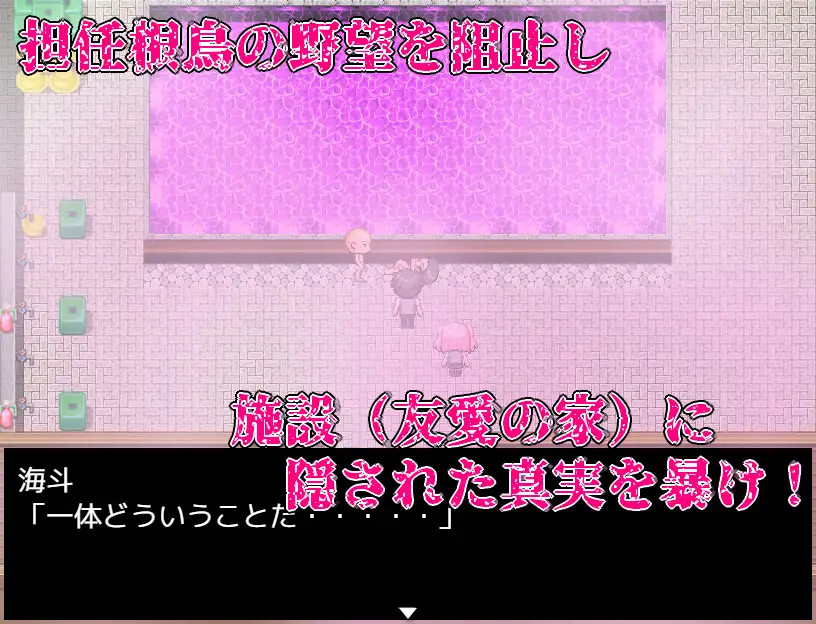 担任根鳥の野望を阻止し
施設（友愛の家）に
隠された真実を暴け！
海斗
「一体どういうことだ・・・・・」